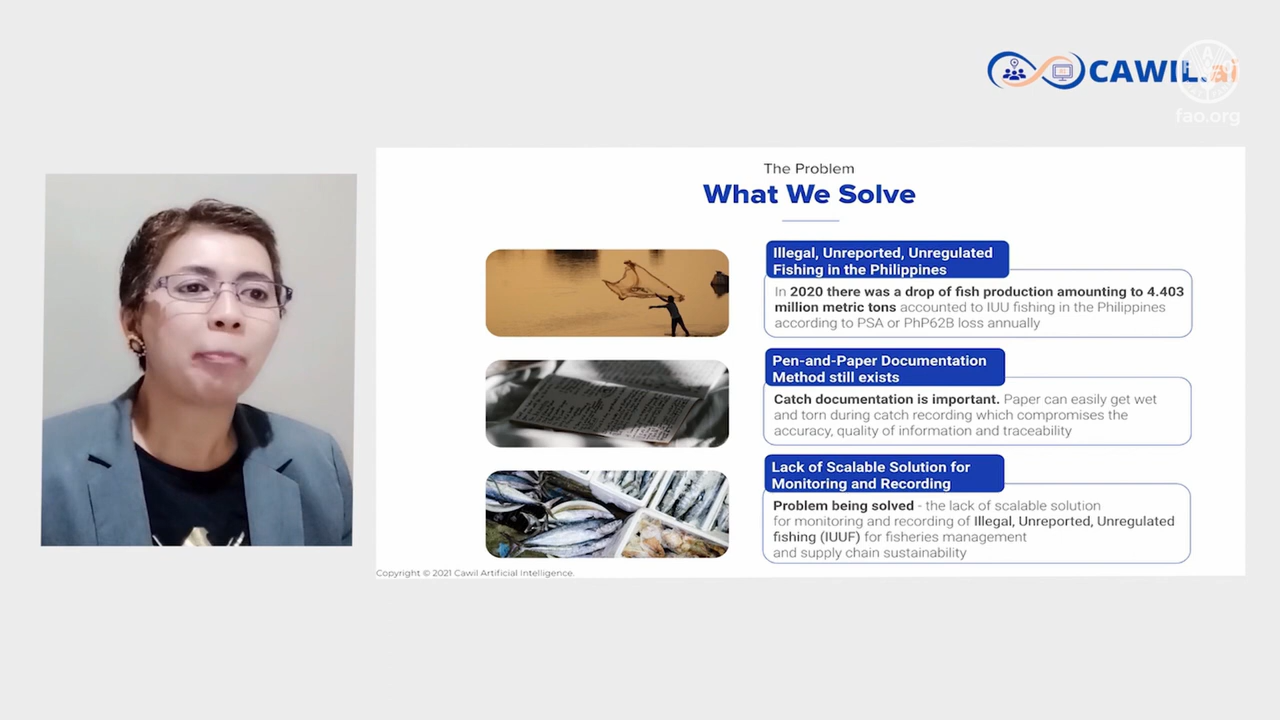 CAWIL.ai
fao.org
The Problem
What We Solve
Illegal, Unreported, Unregulated
Fishing in the Philippines
In 2020 there was a drop of fish production amounting to 4.403
million metric tons accounted to IUU fishing in the Philippines
according to PSA or PhP62B loss annually
Pen-and-Paper Documentation
Method still exists
Catch documentation is important. Paper can easily get wet
and torn during catch recording which compromises the
accuracy, quality of information and traceability
Lack of Scalable Solution for
Monitoring and Recording
Problem being solved - the lack of scalable solution
for monitoring and recording of Illegal, Unreported, Unregulated
fishing (IUUF) for fisheries management
and supply chain sustainability
Copyright © 2021 Cawil Artificial Intelligence.